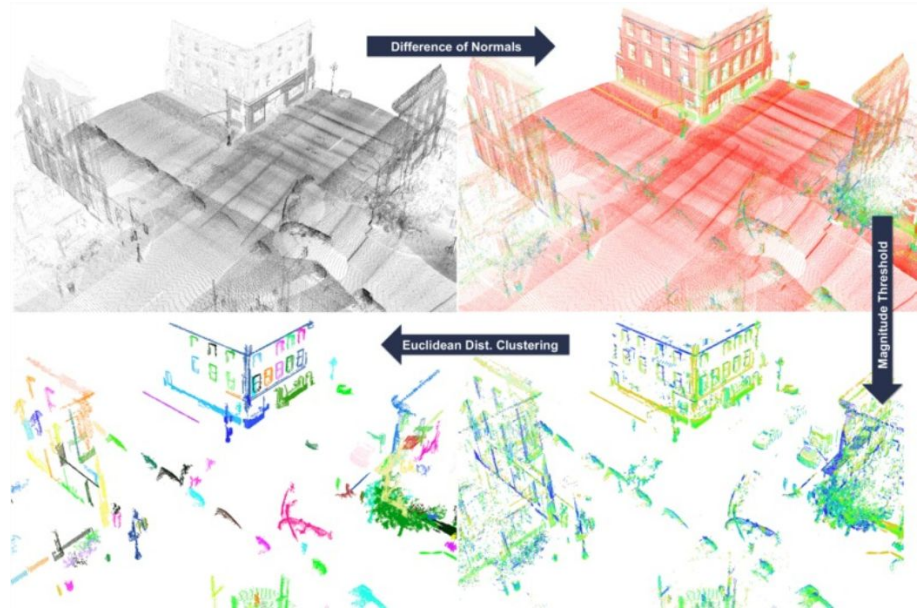 Difference of Normals
Magnitude Threshold
Euclidean Dist. Clustering